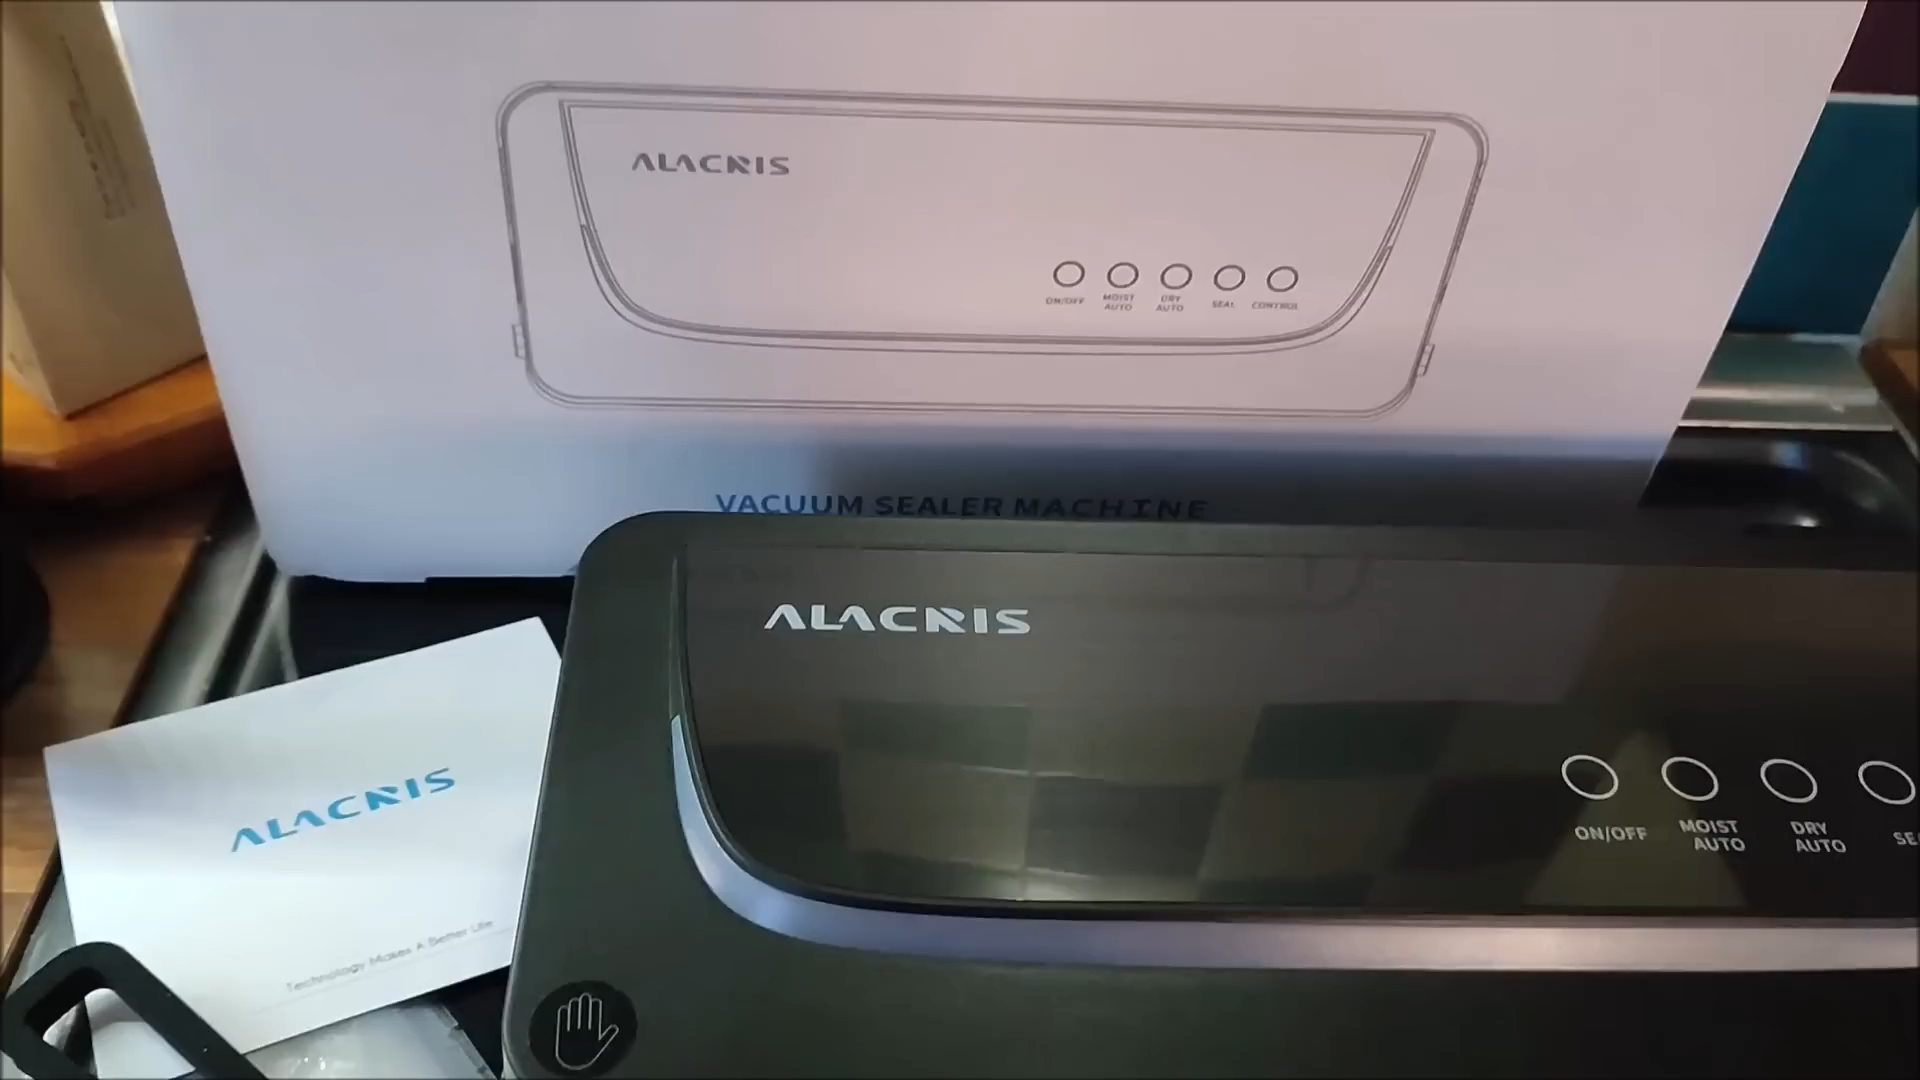 ALACRIS
ON/OFF
MOIST
AUTO
DRY
AUTO
SEAL
CONTROL
VACUUM SEALER MACHINE
ALACRIS
ON/OFF
MOIST
AUTO
DRY
AUTO
SEA
ALACRIS
Technology Makes A Better Life